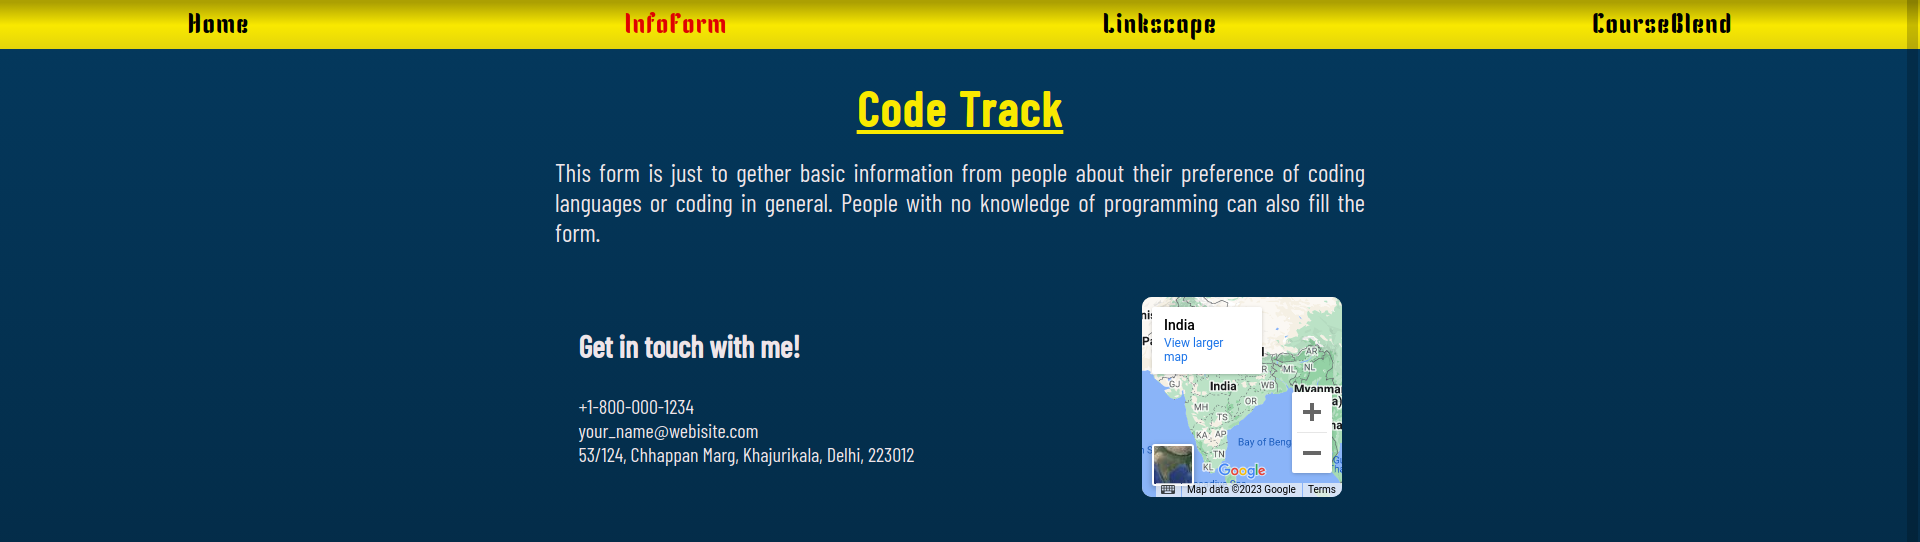 Home InfoForm Linkscape CourseBlend
Code Track
This form is just to gether basic information from people about their preference of coding
languages or coding in general. People with no knowledge of programming can also fill the
form.
Get in touch with me!
+1-800-000-1234
your_name@webisite.com
53/124, Chhappan Marg, Khajurikala, Delhi, 223012
India
View larger
map
AR
ML NL
GJ
India
WB
Myanma
MH
OR
TS
KA AP
Bay of Beng
TN
KL
Google
Map data ©2023 Google Terms